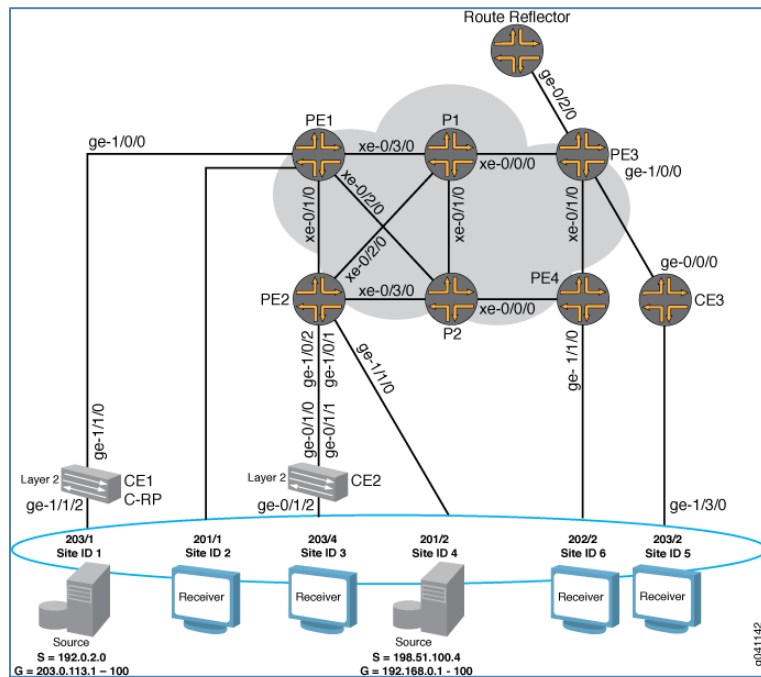 Route Reflector
ge-0/2/0
PE1
P1
ge-1/0/0
xe-0/3/0
xe-0/0/0
PE3
ge-1/0/0
xe-0/1/0
xe-0/2/0
xe-0/2/0
xe-0/1/0
xe-0/1/0
ge-0/0/0
PE2
xe-0/3/0
P2
xe-0/0/0
PE4
CE3
ge-1/0/2
ge-1/0/1
ge-1/1/0
ge- 1/1/0
ge-1/1/0
ge-0/1/0
ge-0/1/1
Layer 2
CE1
C-RP
ge-1/1/2
Layer 2
CE2
ge-0/1/2
ge-1/3/0
203/1
Site ID 1
201/1
Site ID 2
203/4
Site ID 3
201/2
Site ID 4
202/2
Site ID 6
203/2
Site ID 5
Receiver
Receiver
Receiver
Receiver
Source
S = 192.0.2.0
G = 203.0.113.1 – 100
Source
S = 198.51.100.4
G = 192.168.0.1 - 100
g041142